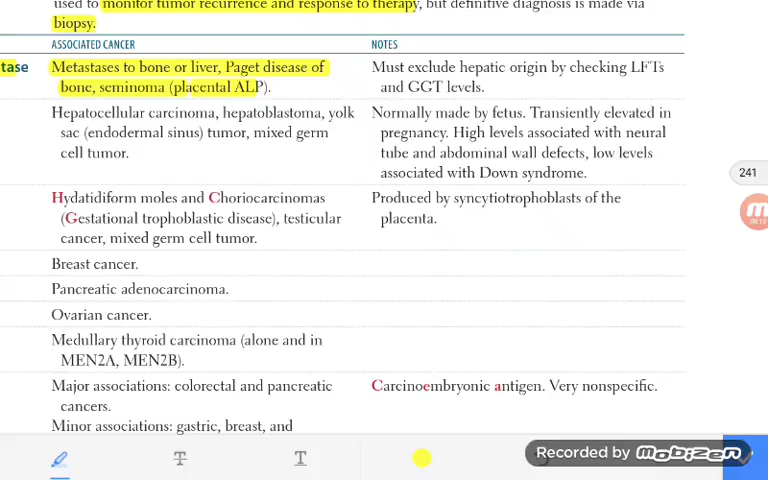 used to monitor tumor recurrence and response to therapy, but definitive diagnosis is made via
biopsy.
ASSOCIATED CANCER NOTES
tase Metastases to bone or liver, Paget disease of Must exclude hepatic origin by checking LFTs
bone, seminoma (placental ALP). and GGT levels.
Hepatocellular carcinoma, hepatoblastoma, yolk Normally made by fetus. Transiently elevated in
sac (endodermal sinus) tumor, mixed germ pregnancy. High levels associated with neural
cell tumor. tube and abdominal wall defects, low levels
associated with Down syndrome.
Hydatidiform moles and Choriocarcinomas Produced by syncytiotrophoblasts of the
(Gestational trophoblastic disease), testicular placenta.
cancer, mixed germ cell tumor.
Breast cancer.
Pancreatic adenocarcinoma.
Ovarian cancer.
Medullary thyroid carcinoma (alone and in
MEN2A, MEN2B).
Major associations: colorectal and pancreatic Carcinoembryonic antigen. Very nonspecific.
cancers.
Minor associations: gastric, breast, and
241
T T
Recorded by mobizen